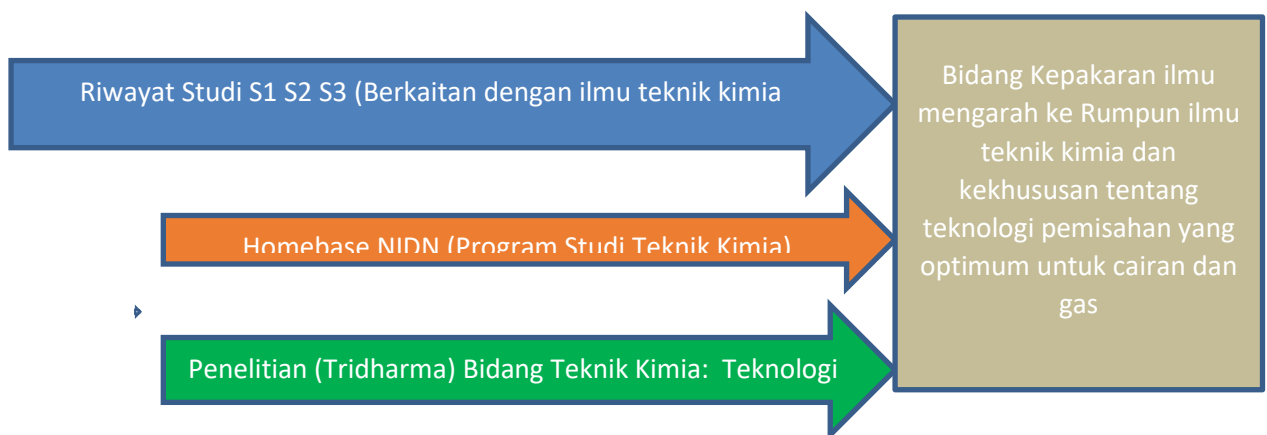 Riwayat Studi S1 S2 S3 (Berkaitan dengan ilmu teknik kimia
Homebase NIDN (Program Studi Teknik Kimia)
Penelitian (Tridharma) Bidang Teknik Kimia: Teknologi
Bidang Kepakaran ilmu
mengarah ke Rumpun ilmu
teknik kimia dan
kekhususan tentang
teknologi pemisahan yang
optimum untuk cairan dan
gas